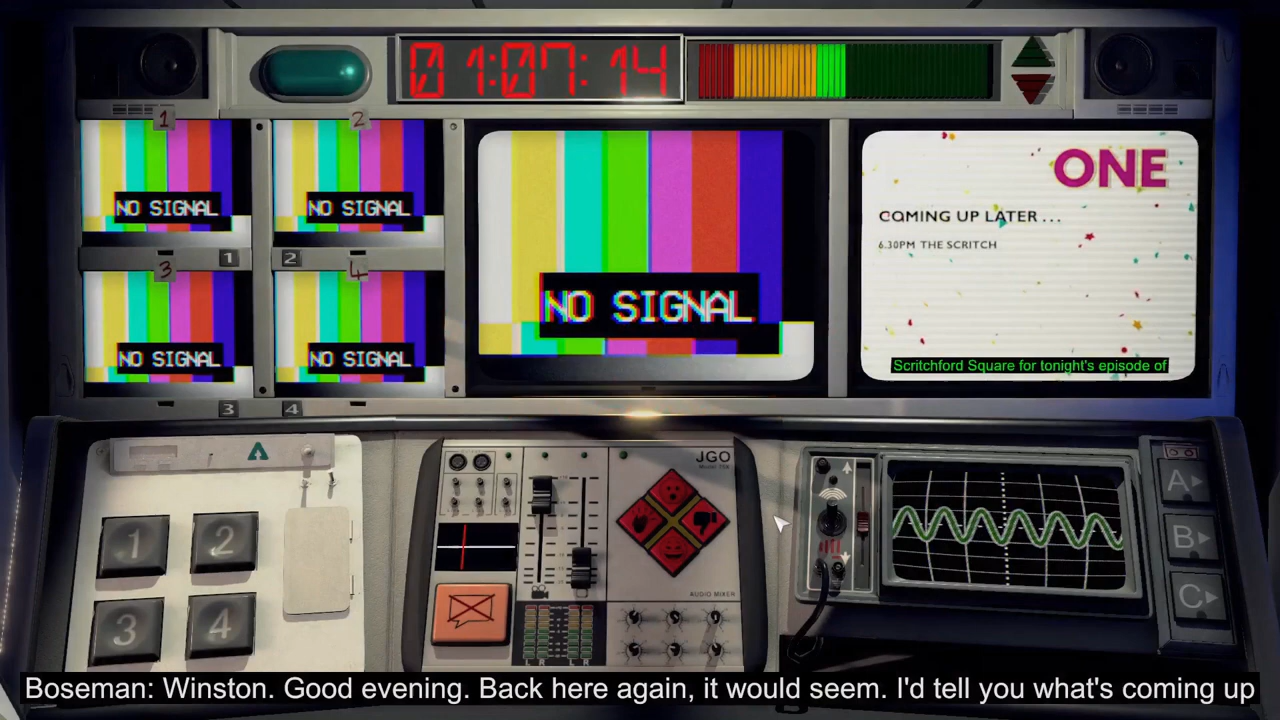 01:07:14
1
2
NO SIGNAL
NO SIGNAL
3
1
2
4
NO SIGNAL
NO SIGNAL
3
4
NO SIGNAL
ONE
COMING UP LATER ...
6.30PM THE SCRITCH
Scritchford Square for tonight's episode of
1
2
3
4
JGO
AUDIO MIXER
L R
L R
A
B
C
Boseman: Winston. Good evening. Back here again, it would seem. I'd tell you what's coming up